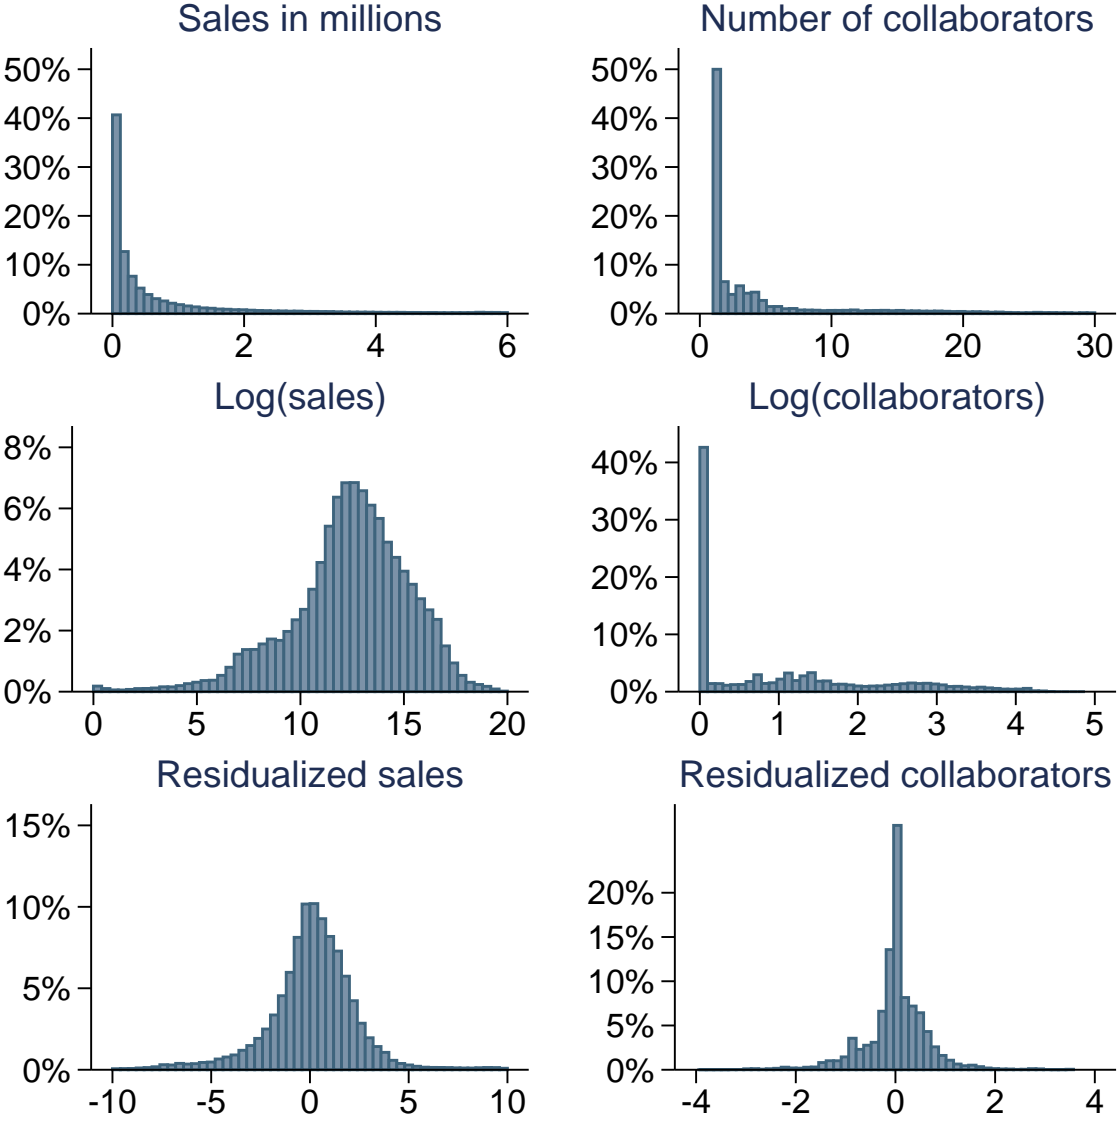 Sales in millions
50%
40%
30%
20%
10%
0%
0 2 4 6
Number of collaborators
50%
40%
30%
20%
10%
0%
0 10 20 30
Log(sales)
8%
6%
4%
2%
0%
0 5 10 15 20
Log(collaborators)
40%
30%
20%
10%
0%
0 1 2 3 4 5
Residualized sales
15%
10%
5%
0%
-10 -5 0 5 10
Residualized collaborators
20%
15%
10%
5%
0%
-4 -2 0 2 4